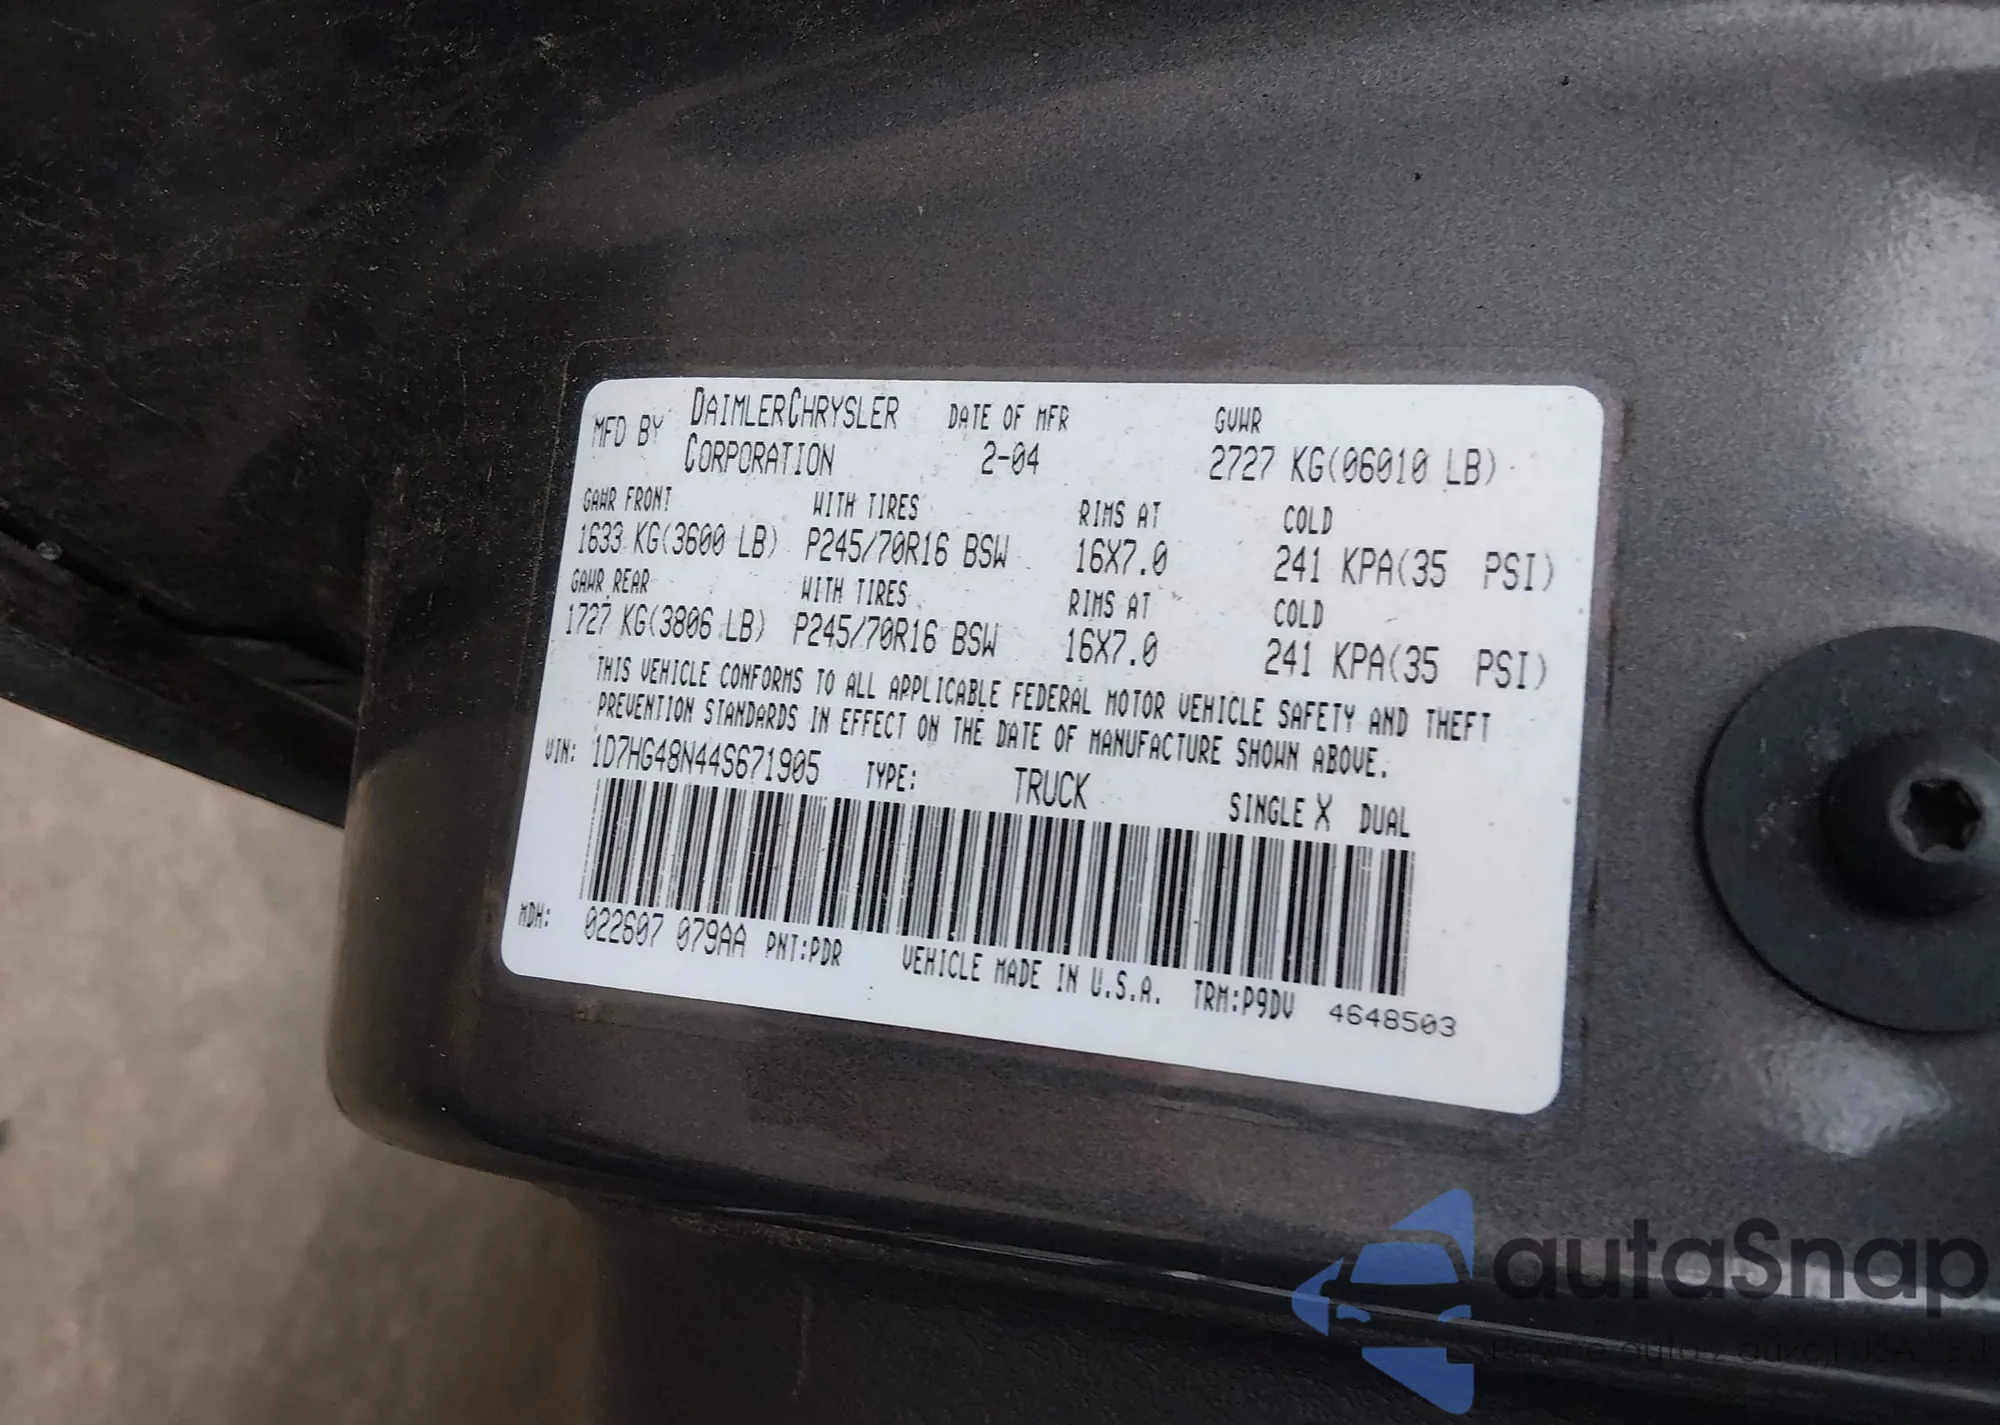 MFD BY DAIMLERCHRYSLER CORPORATION DATE OF MFR 2-04 GVWR 2727 KG(06010 LB)
GAWR FRONT WITH TIRES RIMS AT COLD
1633 KG(3600 LB) P245/70R16 BSW 16X7.0 241 KPA(35 PSI)
GAWR REAR WITH TIRES RIMS AT COLD
1727 KG(3806 LB) P245/70R16 BSW 16X7.0 241 KPA(35 PSI)
THIS VEHICLE CONFORMS TO ALL APPLICABLE FEDERAL MOTOR VEHICLE SAFETY AND THEFT
PREVENTION STANDARDS IN EFFECT ON THE DATE OF MANUFACTURE SHOWN ABOVE.
VIN: 1D7HG48N44S671905 TYPE: TRUCK SINGLE X DUAL
MDH: 022607 079AA PNT:PDR VEHICLE MADE IN U.S.A. TRM:P9DV 4648503
autaSnap